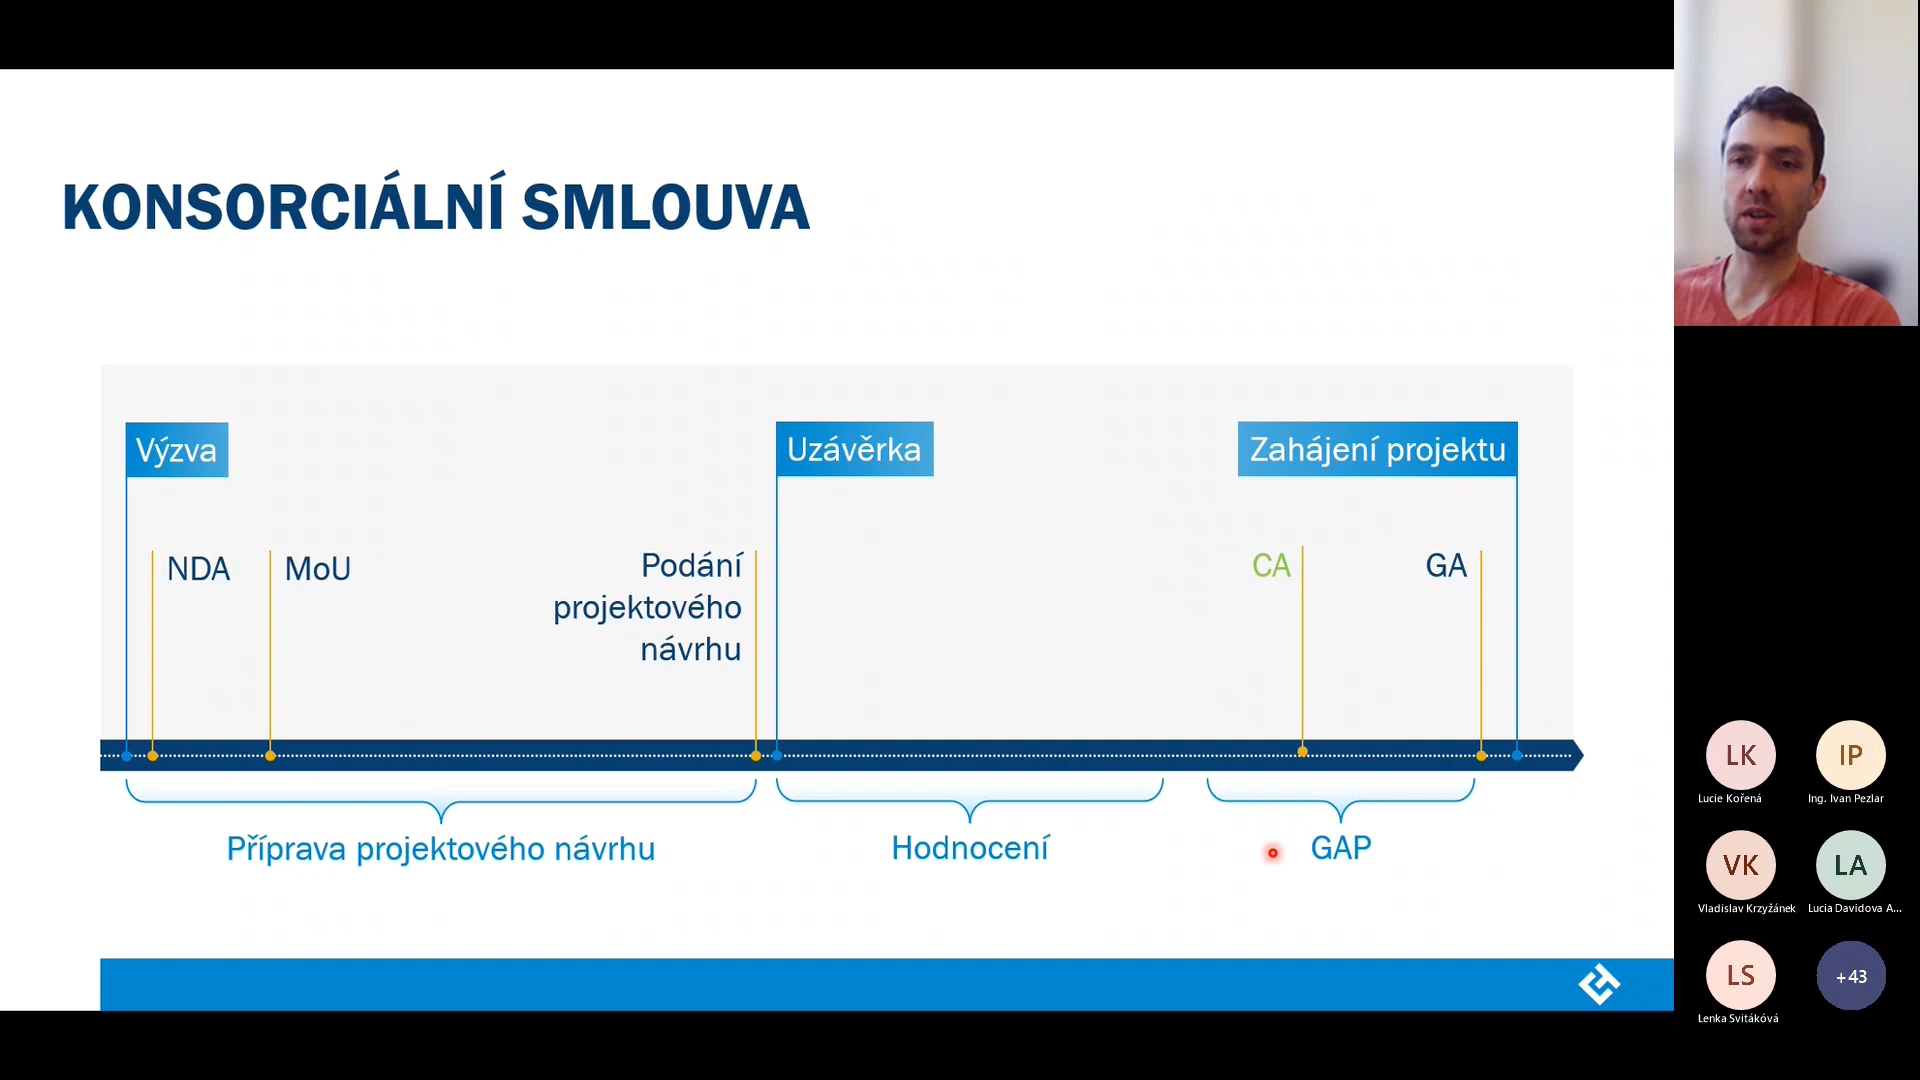 KONSORCIÁLNÍ SMLOUVA
Výzva
Uzávěrka
Zahájení projektu
NDA
MoU
Podání
projektového
návrhu
CA
GA
Příprava projektového návrhu
Hodnocení
GAP
LK
Lucie Kořená
IP
Ing. Ivan Pezlar
VK
Vladislav Krzyžánek
LA
Lucia Davidova A...
LS
Lenka Svitáková
+43